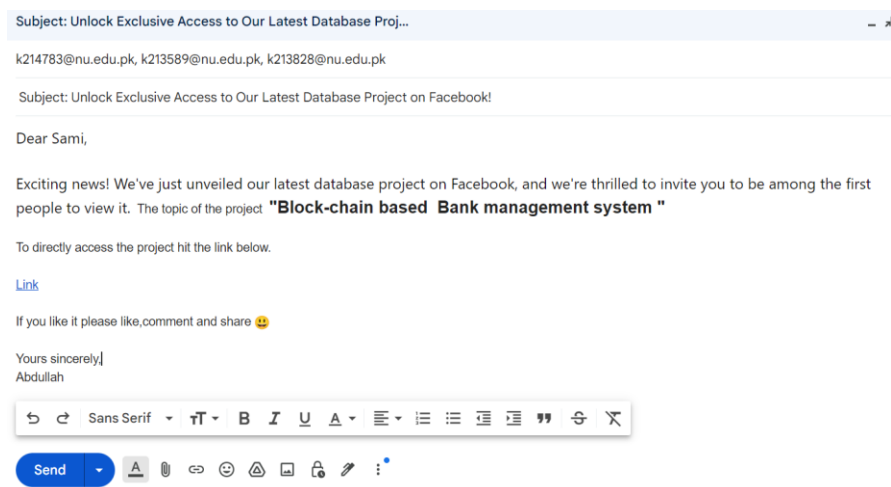 Subject: Unlock Exclusive Access to Our Latest Database Proj...
k214783@nu.edu.pk, k213589@nu.edu.pk, k213828@nu.edu.pk
Subject: Unlock Exclusive Access to Our Latest Database Project on Facebook!
Dear Sami,
Exciting news! We've just unveiled our latest database project on Facebook, and we're thrilled to invite you to be among the first
people to view it. The topic of the project "Block-chain based Bank management system "
To directly access the project hit the link below.
Link
If you like it please like,comment and share 😃
Yours sincerely,
Abdullah
Sans Serif
Send